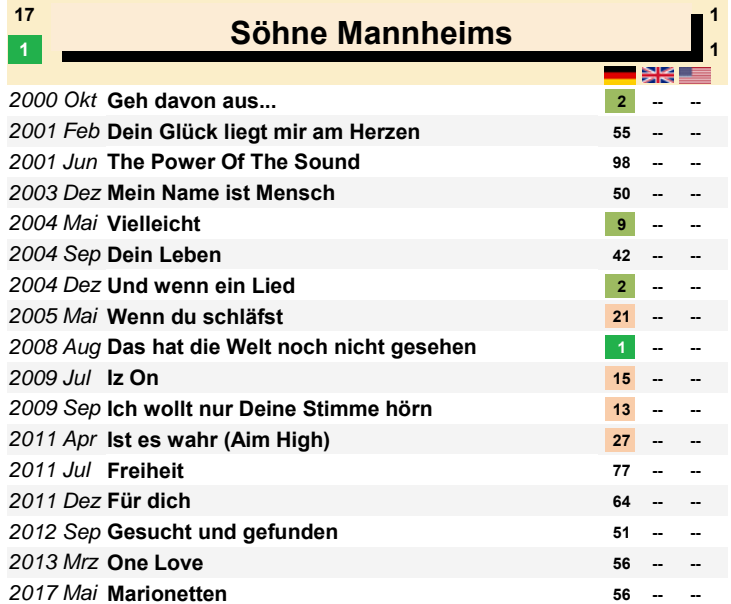 17 Söhne Mannheims 1
1 1
2000 Okt Geh davon aus... 2 -- --
2001 Feb Dein Glück liegt mir am Herzen 55 -- --
2001 Jun The Power Of The Sound 98 -- --
2003 Dez Mein Name ist Mensch 50 -- --
2004 Mai Vielleicht 9 -- --
2004 Sep Dein Leben 42 -- --
2004 Dez Und wenn ein Lied 2 -- --
2005 Mai Wenn du schläfst 21 -- --
2008 Aug Das hat die Welt noch nicht gesehen 1 -- --
2009 Jul Iz On 15 -- --
2009 Sep Ich wollt nur Deine Stimme hörn 13 -- --
2011 Apr Ist es wahr (Aim High) 27 -- --
2011 Jul Freiheit 77 -- --
2011 Dez Für dich 64 -- --
2012 Sep Gesucht und gefunden 51 -- --
2013 Mrz One Love 56 -- --
2017 Mai Marionetten 56 -- --